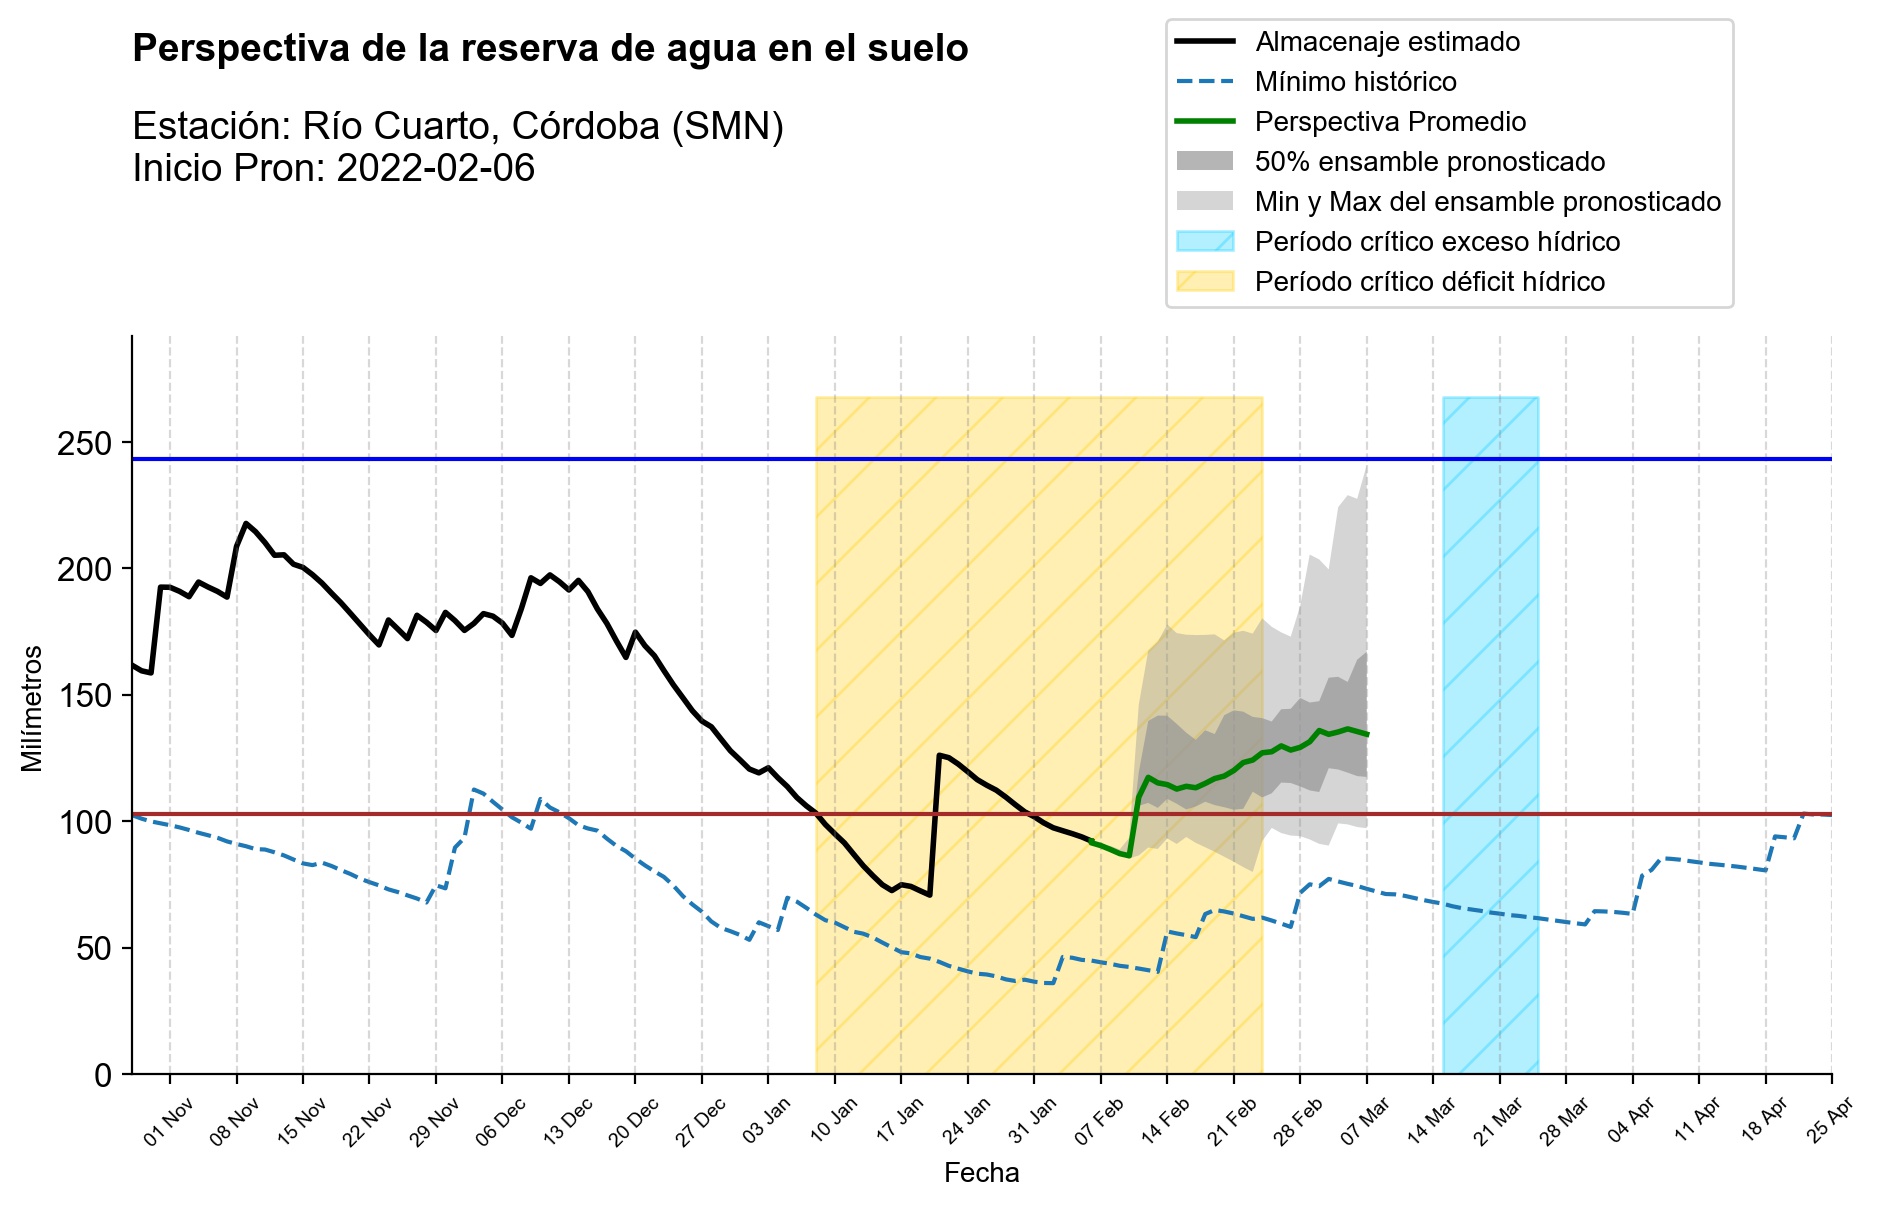 Perspectiva de la reserva de agua en el suelo
Estación: Río Cuarto, Córdoba (SMN)
Inicio Pron: 2022-02-06
Almacenaje estimado
Mínimo histórico
Perspectiva Promedio
50% ensamble pronosticado
Min y Max del ensamble pronosticado
Período crítico exceso hídrico
Período crítico déficit hídrico
Milímetros
250
200
150
100
50
0
01 Nov
08 Nov
15 Nov
22 Nov
29 Nov
06 Dec
13 Dec
20 Dec
27 Dec
03 Jan
10 Jan
17 Jan
24 Jan
31 Jan
07 Feb
14 Feb
21 Feb
28 Feb
07 Mar
14 Mar
21 Mar
28 Mar
04 Apr
11 Apr
18 Apr
25 Apr
Fecha